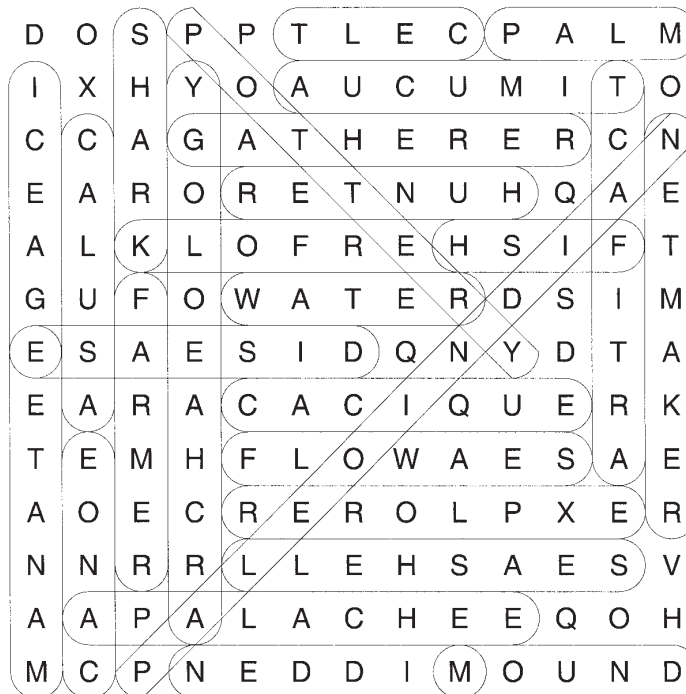 D O S P P T L E C P A L M
I X H Y O A U C U M I T O
C C A G A T H E R E R C N
E A R O R E T N U H Q A E
A L K L O F R E H S I F T
G U F O W A T E R D S I M
E S A E S I D Q N Y D T A
E A R A C A C I Q U E R K
T E M H F L O W A E S A E
A O E C R E R O L P X E R
N N R R L L E H S A E S V
A A P A L A C H E E Q O H
M C P N E D D I M O U N D